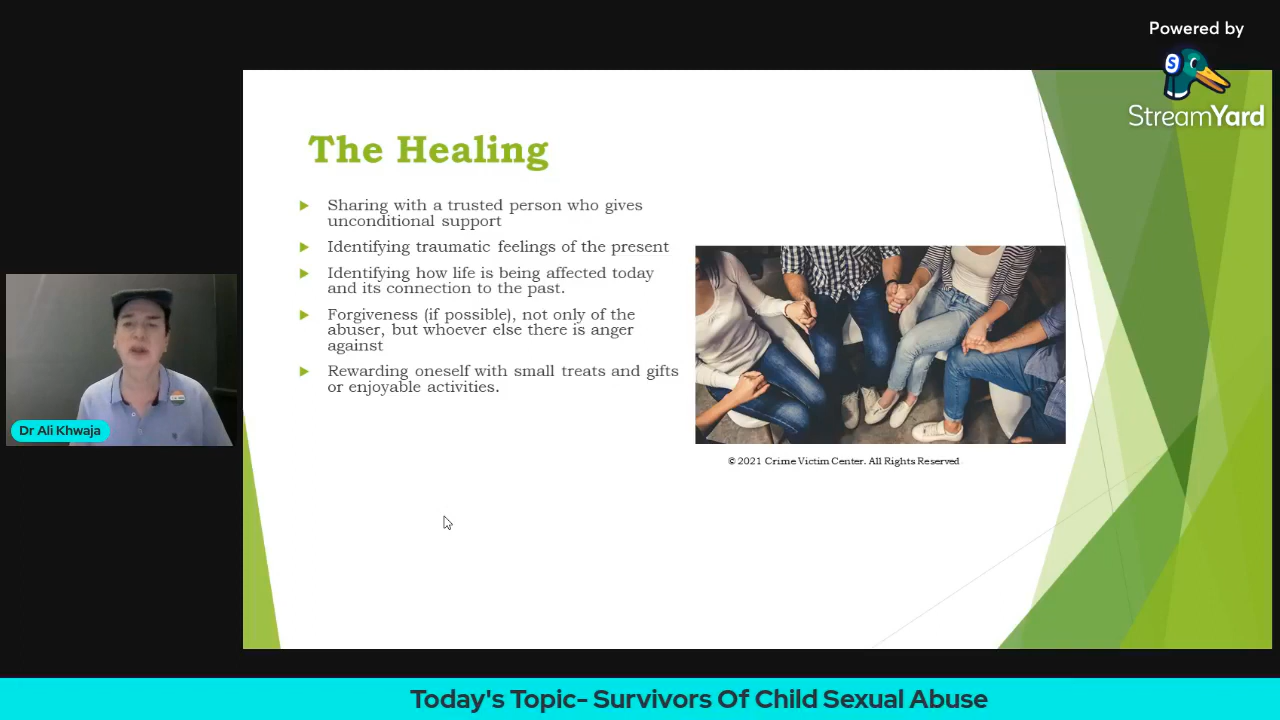 Powered by
S
StreamYard
The Healing
Sharing with a trusted person who gives
unconditional support
Identifying traumatic feelings of the present
Identifying how life is being affected today
and its connection to the past.
Forgiveness (if possible), not only of the
abuser, but whoever else there is anger
against
Rewarding oneself with small treats and gifts
or enjoyable activities.
© 2021 Crime Victim Center. All Rights Reserved
Dr Ali Khwaja
Today's Topic- Survivors Of Child Sexual Abuse